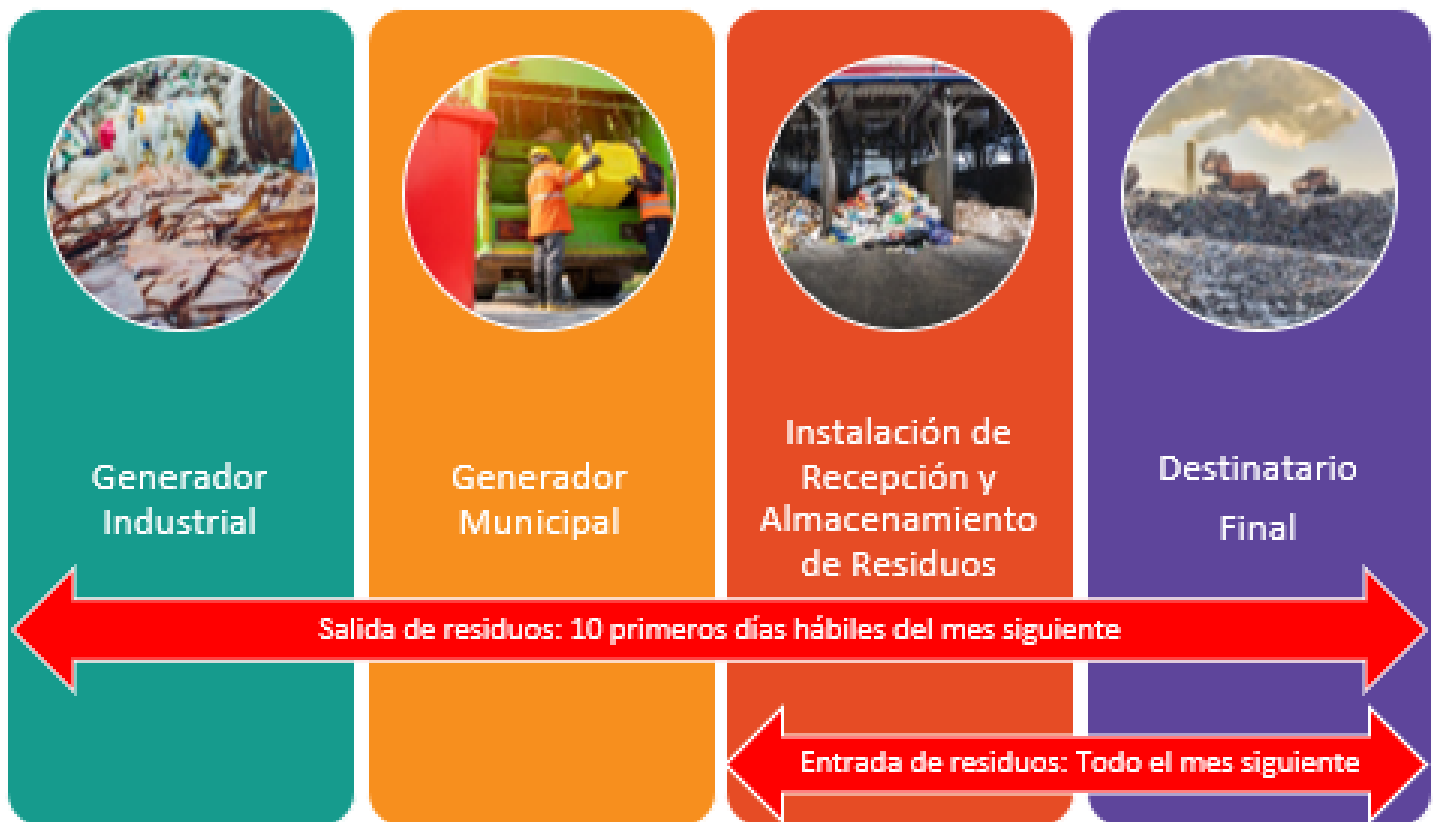 Generador
Industrial
Generador
Municipal
Instalación de
Recepción y
Almacenamiento
de Residuos
Destinatario
Final
Salida de residuos: 10 primeros días hábiles del mes siguiente
Entrada de residuos: Todo el mes siguiente